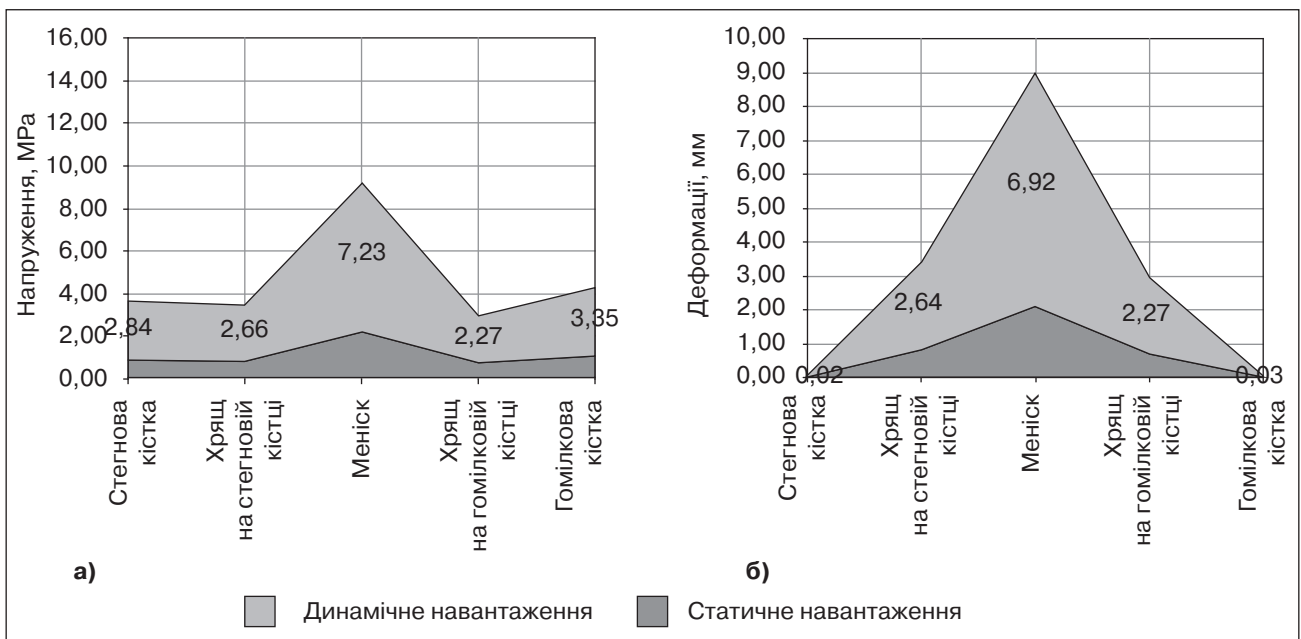 16,00
14,00
12,00
10,00
8,00
6,00
4,00
2,00
0,00
Напруження, МРа
2,84
2,66
7,23
2,27
3,35
Стегнова
кістка
Хрящ
на стегновій
кістці
Меніск
Хрящ
на гомілковій
кістці
Гомілкова
кістка
а)
10,00
9,00
8,00
7,00
6,00
5,00
4,00
3,00
2,00
1,00
0,00
Деформації, мм
0,02
2,64
6,92
2,27
0,03
Стегнова
кістка
Хрящ
на стегновій
кістці
Меніск
Хрящ
на гомілковій
кістці
Гомілкова
кістка
б)
Динамічне навантаження
Статичне навантаження